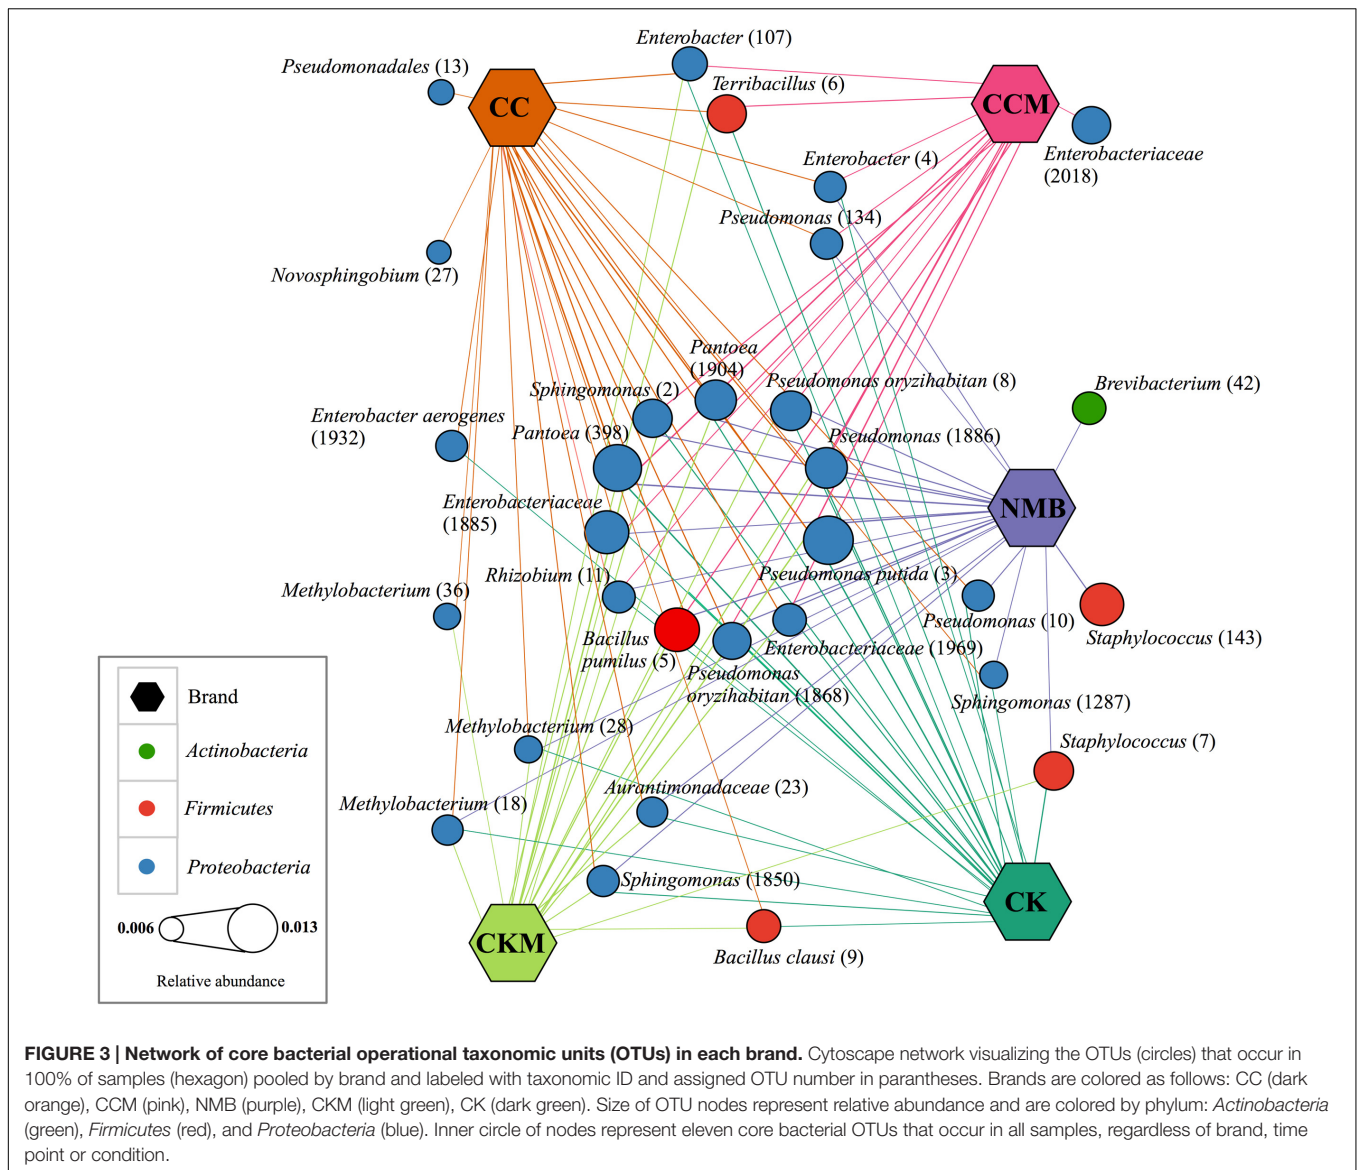 Enterobacter (107)
Pseudomonadales (13)
Terribacillus (6)
CC
CCM
Enterobacter (4)
Enterobacteriaceae
(2018)
Pseudomonas (134)
Novosphingobium (27)
Pantoea
(1904)
Sphingomonas (2)
Pseudomonas oryzihabitan (8)
Brevibacterium (42)
Enterobacter aerogenes
(1932)
Pantoea (398)
Pseudomonas (1886)
Enterobacteriaceae
(1885)
NMB
Rhizobium (11)
Pseudomonas putida (3)
Methylobacterium (36)
Pseudomonas (10)
Staphylococcus (143)
Bacillus
pumilus (5)
Enterobacteriaceae (1969)
Pseudomonas
oryzihabitan (1868)
Sphingomonas (1287)
Methylobacterium (28)
Staphylococcus (7)
Aurantimonadaceae (23)
Methylobacterium (18)
Sphingomonas (1850)
CK
CKM
Bacillus clausi (9)
Brand
Actinobacteria
Firmicutes
Proteobacteria
0.006
0.013
Relative abundance
FIGURE 3 | Network of core bacterial operational taxonomic units (OTUs) in each brand. Cytoscape network visualizing the OTUs (circles) that occur in
100% of samples (hexagon) pooled by brand and labeled with taxonomic ID and assigned OTU number in parantheses. Brands are colored as follows: CC (dark
orange), CCM (pink), NMB (purple), CKM (light green), CK (dark green). Size of OTU nodes represent relative abundance and are colored by phylum: Actinobacteria
(green), Firmicutes (red), and Proteobacteria (blue). Inner circle of nodes represent eleven core bacterial OTUs that occur in all samples, regardless of brand, time
point or condition.